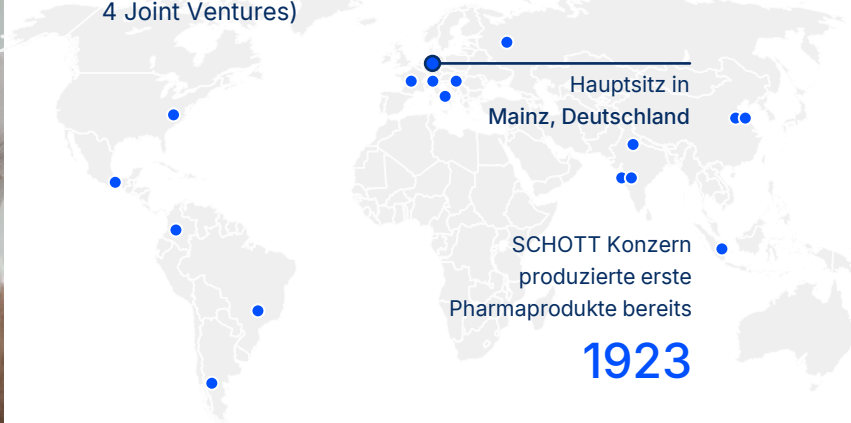 4 Joint Ventures)
Hauptsitz in
Mainz, Deutschland
SCHOTT Konzern
produzierte erste
Pharmaprodukte bereits
1923